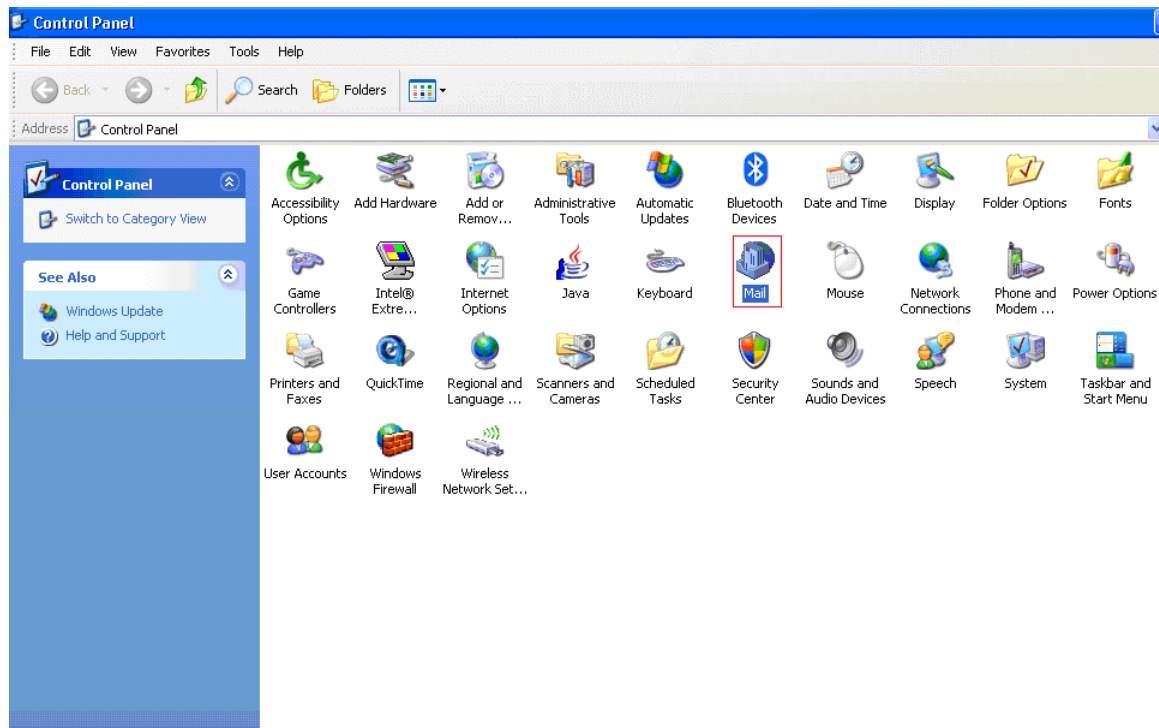 Control Panel
File Edit View Favorites Tools Help
Back Search Folders
Address Control Panel
Control Panel
Switch to Category View
See Also
Windows Update
Help and Support
Accessibility Options
Add Hardware
Add or Remov...
Administrative Tools
Automatic Updates
Bluetooth Devices
Date and Time
Display
Folder Options
Fonts
Game Controllers
Intel® Extre...
Internet Options
Java
Keyboard
Mail
Mouse
Network Connections
Phone and Modem ...
Power Options
Printers and Faxes
QuickTime
Regional and Language ...
Scanners and Cameras
Scheduled Tasks
Security Center
Sounds and Audio Devices
Speech
System
Taskbar and Start Menu
User Accounts
Windows Firewall
Wireless Network Set...